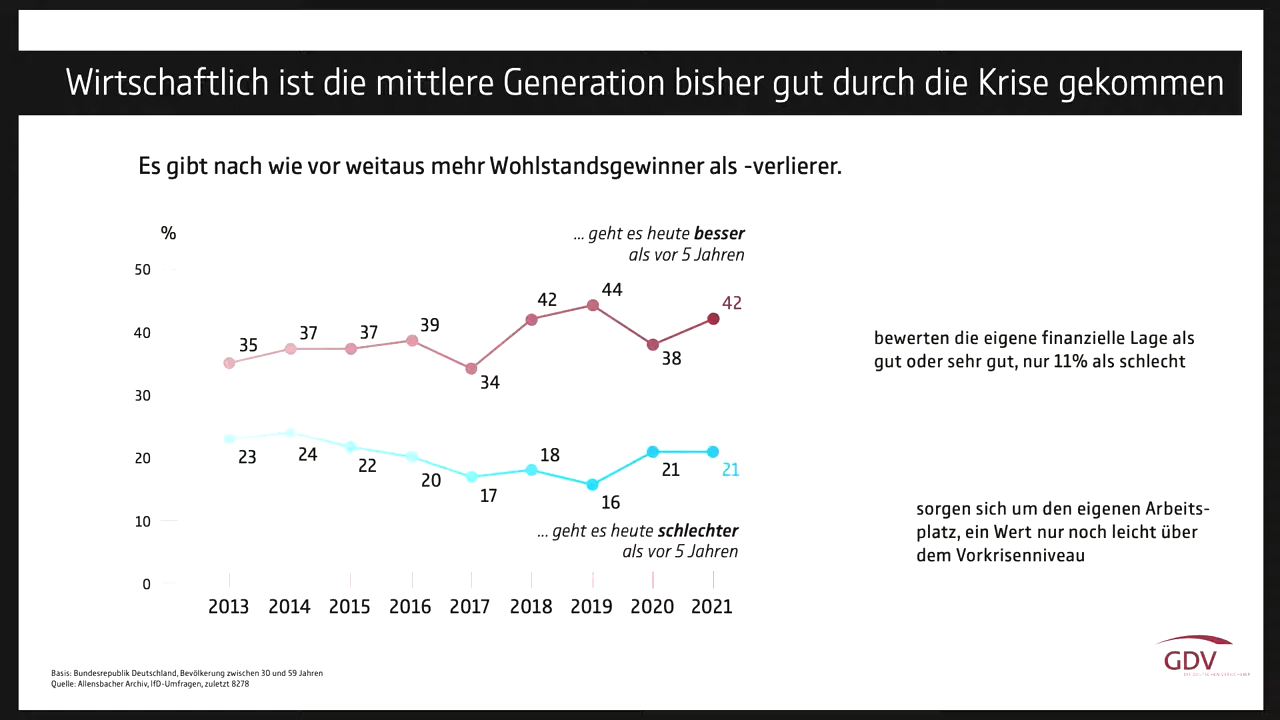 Wirtschaftlich ist die mittlere Generation bisher gut durch die Krise gekommen
Es gibt nach wie vor weitaus mehr Wohlstandsgewinner als -verlierer.
%
... geht es heute besser
als vor 5 Jahren
50
40
30
20
10
0
35
37
37
39
34
42
44
38
42
23
24
22
20
17
18
16
21
21
... geht es heute schlechter
als vor 5 Jahren
2013 2014 2015 2016 2017 2018 2019 2020 2021
bewerten die eigene finanzielle Lage als
gut oder sehr gut, nur 11% als schlecht
sorgen sich um den eigenen Arbeits-
platz, ein Wert nur noch leicht über
dem Vorkrisenniveau
Basis: Bundesrepublik Deutschland, Bevölkerung zwischen 30 und 59 Jahren
Quelle: Allensbacher Archiv, IfD-Umfragen, zuletzt 8278
GDV